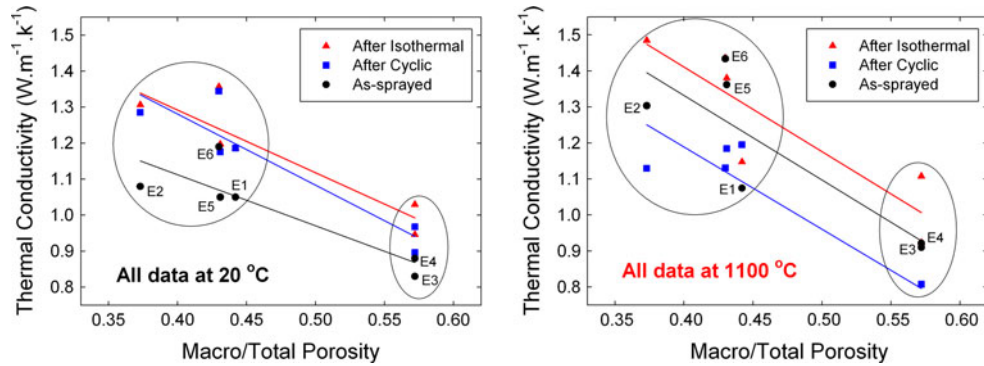 Thermal Conductivity (W.m⁻¹.k⁻¹)
1.5
1.4
1.3
1.2
1.1
1.0
0.9
0.8
After Isothermal
After Cyclic
As-sprayed
E2
E6
E5
E1
E4
E3
All data at 20 °C
0.35
0.40
0.45
0.50
0.55
0.60
Macro/Total Porosity
Thermal Conductivity (W.m⁻¹.k⁻¹)
1.5
1.4
1.3
1.2
1.1
1.0
0.9
0.8
After Isothermal
After Cyclic
As-sprayed
E6
E5
E2
E1
E4
E3
All data at 1100 °C
0.35
0.40
0.45
0.50
0.55
0.60
Macro/Total Porosity